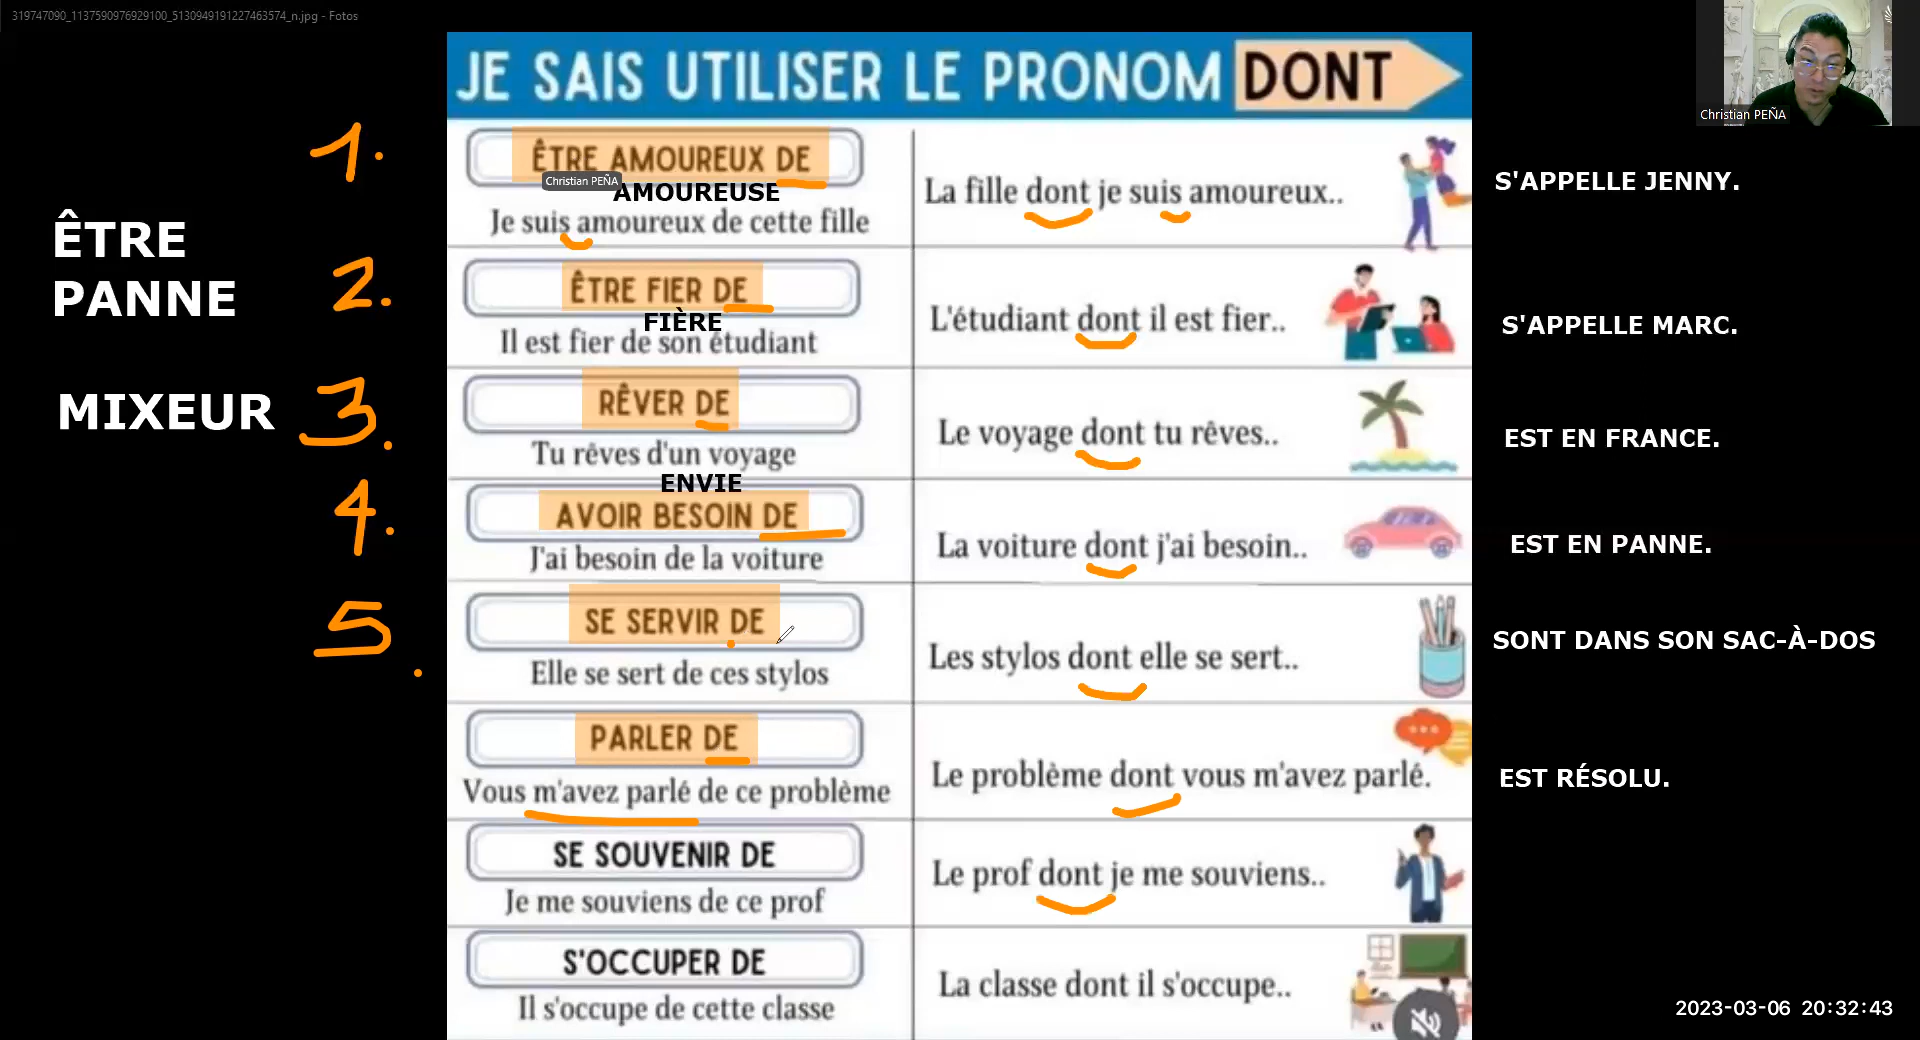 319747090_1137590976929100_5130949191227463574_n.jpg - Fotos
JE SAIS UTILISER LE PRONOM DONT
Christian PEÑA
1.
ÊTRE AMOUREUX DE
Christian PEÑA
AMOUREUSE
Je suis amoureux de cette fille
La fille dont je suis amoureux..
S'APPELLE JENNY.
ÊTRE
PANNE
2.
ÊTRE FIER DE
FIÈRE
Il est fier de son étudiant
L'étudiant dont il est fier..
S'APPELLE MARC.
MIXEUR
3.
RÊVER DE
Tu rêves d'un voyage
Le voyage dont tu rêves..
EST EN FRANCE.
4.
ENVIE
AVOIR BESOIN DE
J'ai besoin de la voiture
La voiture dont j'ai besoin..
EST EN PANNE.
5.
SE SERVIR DE
Elle se sert de ces stylos
Les stylos dont elle se sert..
SONT DANS SON SAC-À-DOS
PARLER DE
Vous m'avez parlé de ce problème
Le problème dont vous m'avez parlé.
EST RÉSOLU.
SE SOUVENIR DE
Je me souviens de ce prof
Le prof dont je me souviens..
S'OCCUPER DE
Il s'occupe de cette classe
La classe dont il s'occupe..
2023-03-06 20:32:43